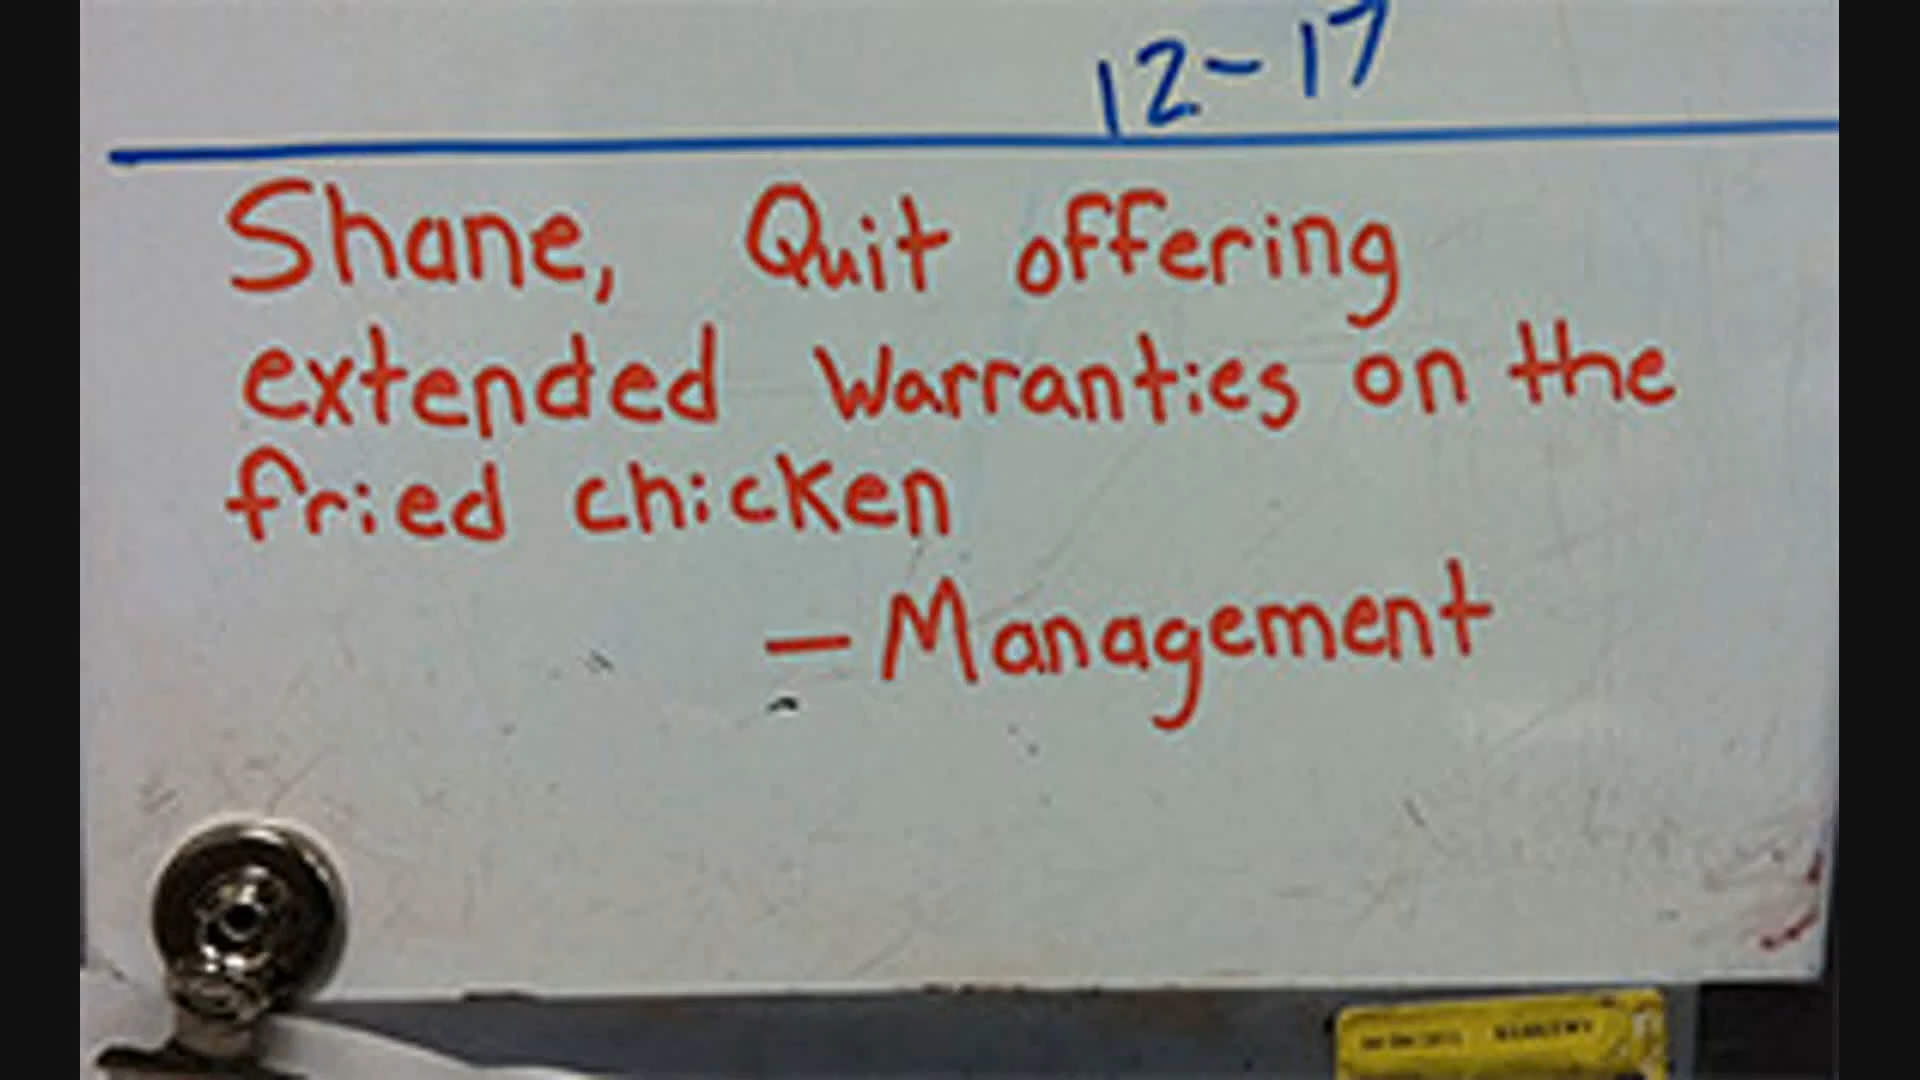 12-17
Shane, Quit offering
extended warranties on the
fried chicken
- Management